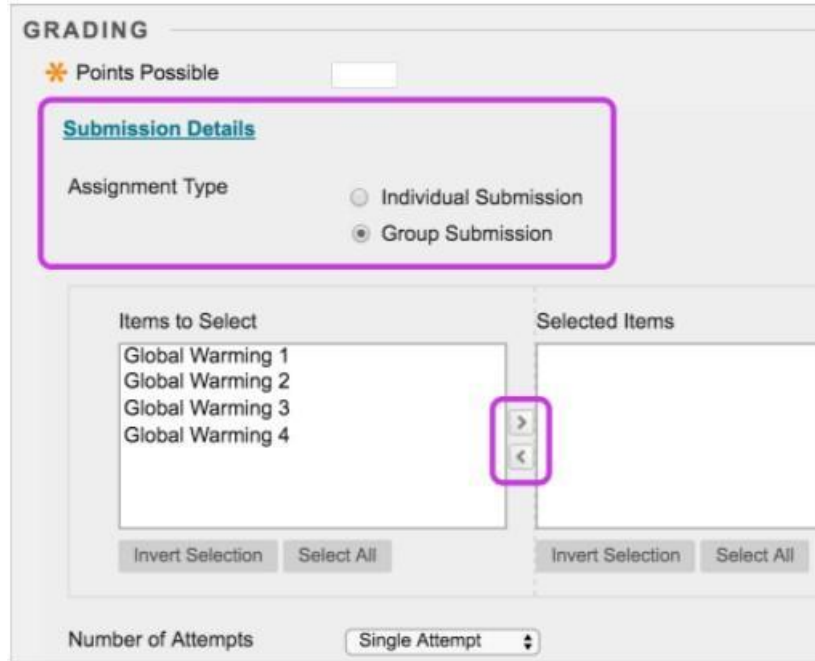 GRADING
Points Possible
Submission Details
Assignment Type
Individual Submission
Group Submission
Items to Select
Selected Items
Global Warming 1
Global Warming 2
Global Warming 3
Global Warming 4
> 
<
Invert Selection Select All Invert Selection Select All
Number of Attempts Single Attempt